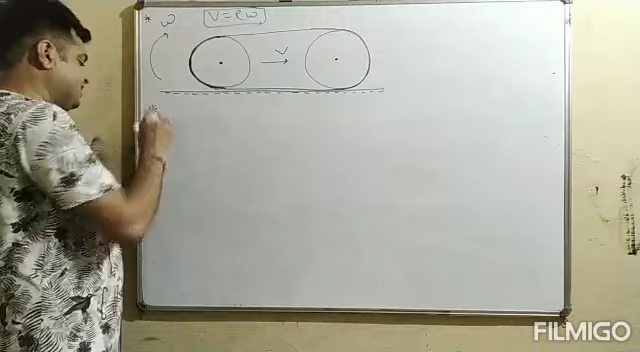 * ω V = Rω
V
*
FILMIGO